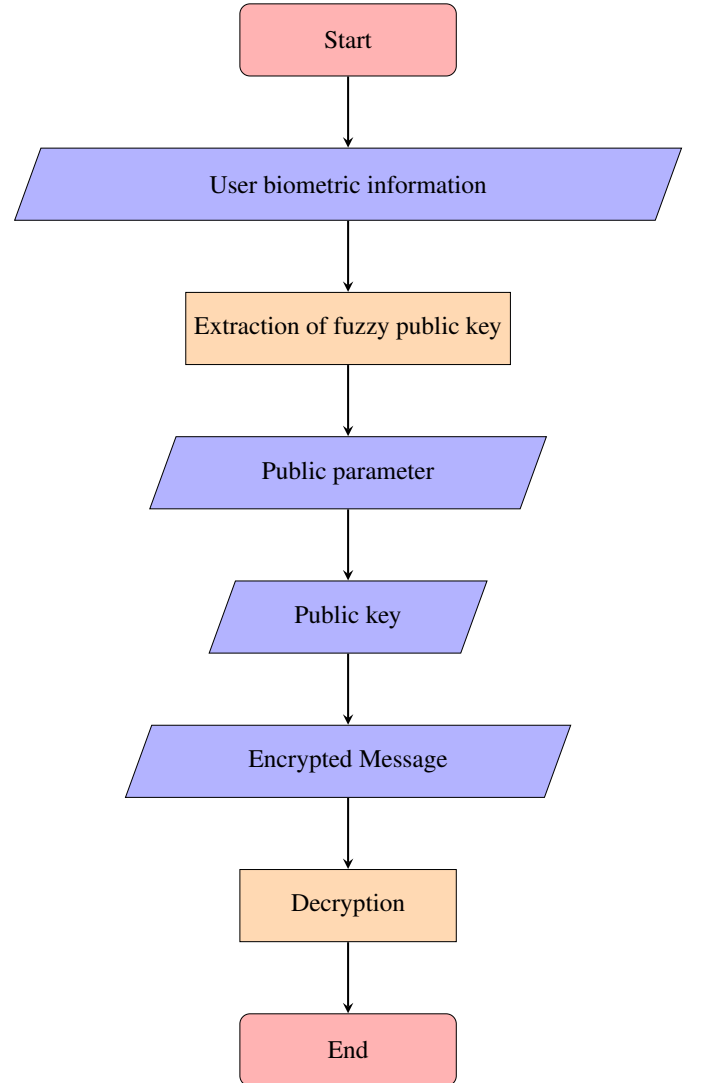 Start
User biometric information
Extraction of fuzzy public key
Public parameter
Public key
Encrypted Message
Decryption
End